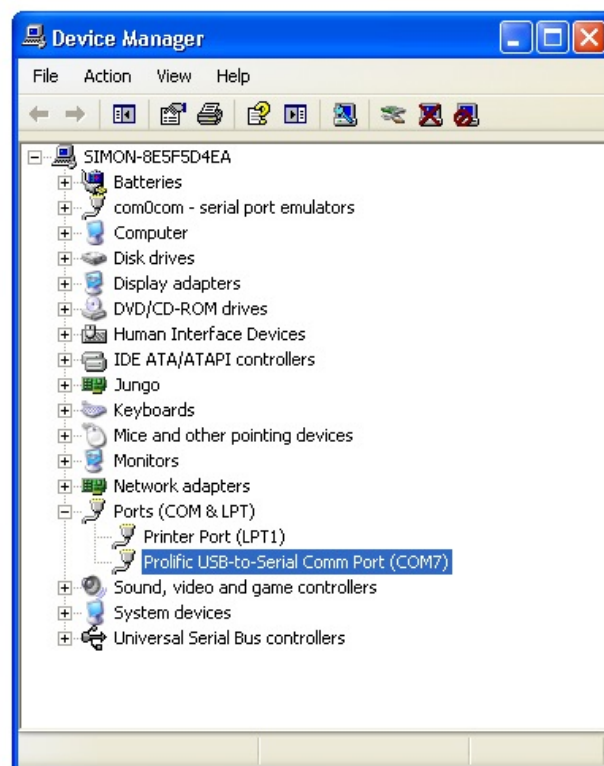 Device Manager
File Action View Help
SIMON-8E5F5D4EA
Batteries
com0com - serial port emulators
Computer
Disk drives
Display adapters
DVD/CD-ROM drives
Human Interface Devices
IDE ATA/ATAPI controllers
Jungo
Keyboards
Mice and other pointing devices
Monitors
Network adapters
Ports (COM & LPT)
Printer Port (LPT1)
Prolific USB-to-Serial Comm Port (COM7)
Sound, video and game controllers
System devices
Universal Serial Bus controllers